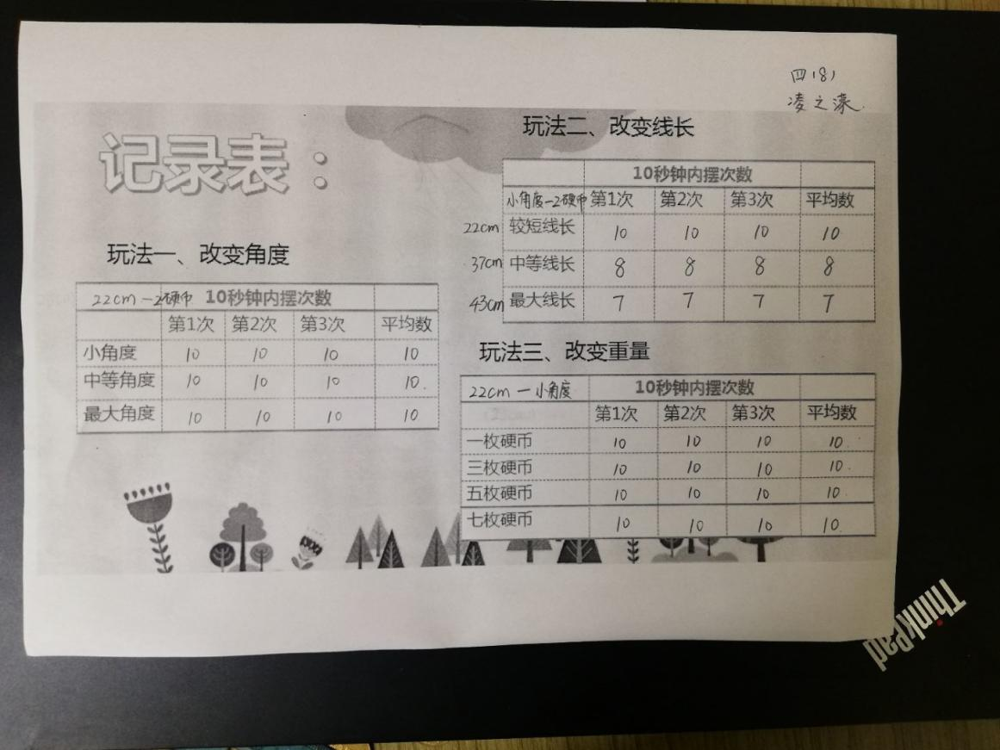 四(8)
凌之濠
记录表：
玩法一、改变角度
22cm－2硬币 10秒钟内摆次数
第1次 第2次 第3次 平均数
小角度 10 10 10 10
中等角度 10 10 10 10.
最大角度 10 10 10 10
玩法二、改变线长
10秒钟内摆次数
小角度－2硬币 第1次 第2次 第3次 平均数
22cm 较短线长 10 10 10 10
37cm 中等线长 8 8 8 8
43cm 最大线长 7 7 7 7
玩法三、改变重量
22cm －小角度 10秒钟内摆次数
第1次 第2次 第3次 平均数
一枚硬币 10 10 10 10.
三枚硬币 10 10 10 10.
五枚硬币 10 10 10 10.
七枚硬币 10 10 10 10.
ThinkPad